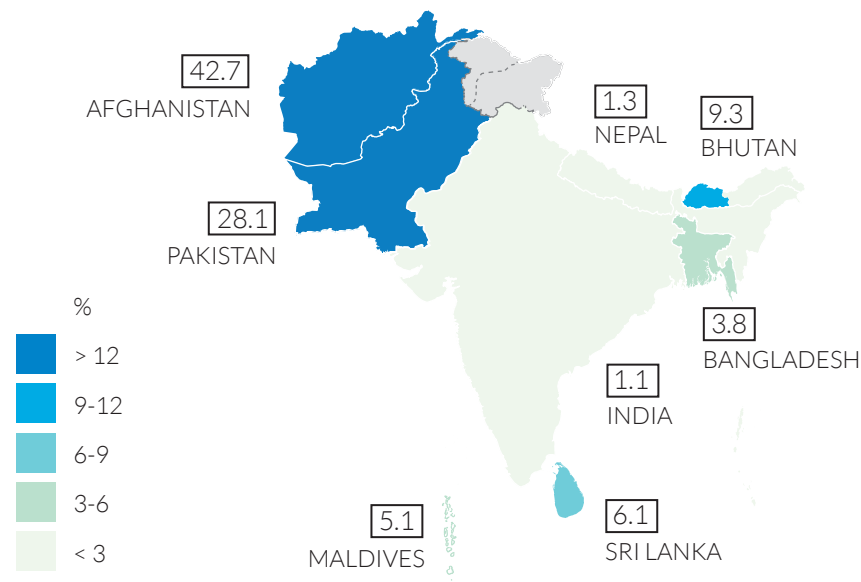 42.7
AFGHANISTAN
1.3
NEPAL
9.3
BHUTAN
28.1
PAKISTAN
3.8
BANGLADESH
1.1
INDIA
5.1
MALDIVES
6.1
SRI LANKA
%
> 12
9-12
6-9
3-6
< 3